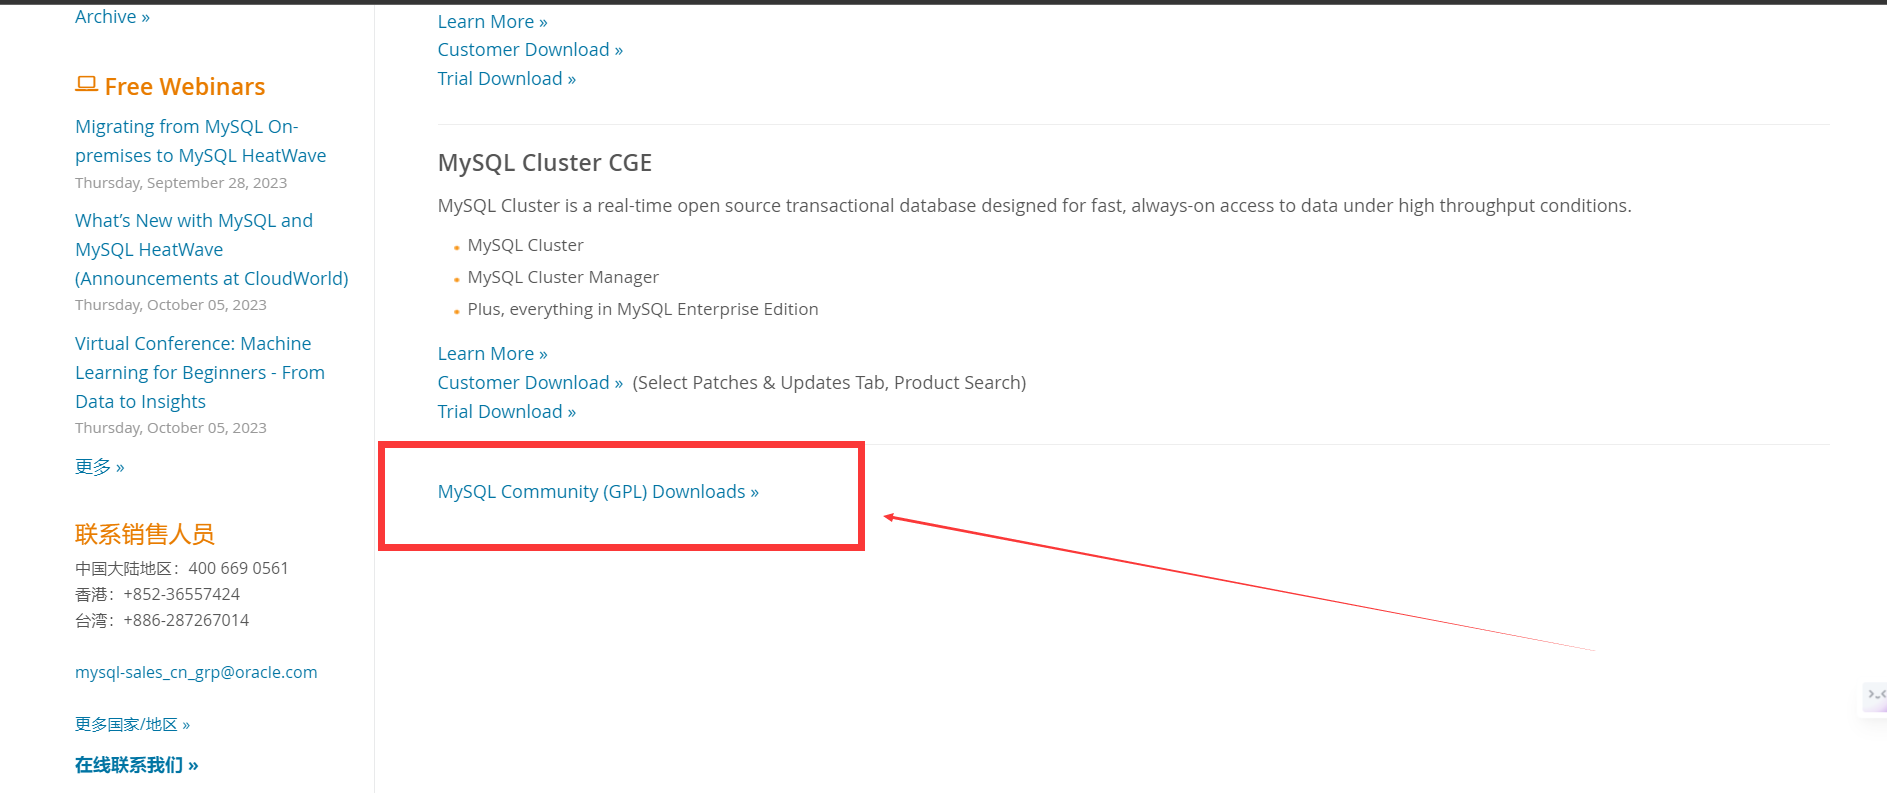 Archive »
Free Webinars
Migrating from MySQL On-
premises to MySQL HeatWave
Thursday, September 28, 2023
What’s New with MySQL and
MySQL HeatWave
(Announcements at CloudWorld)
Thursday, October 05, 2023
Virtual Conference: Machine
Learning for Beginners - From
Data to Insights
Thursday, October 05, 2023
更多 »
联系销售人员
中国大陆地区：400 669 0561
香港：+852-36557424
台湾：+886-287267014
mysql-sales_cn_grp@oracle.com
更多国家/地区 »
在线联系我们 »
Learn More »
Customer Download »
Trial Download »
MySQL Cluster CGE
MySQL Cluster is a real-time open source transactional database designed for fast, always-on access to data under high throughput conditions.
MySQL Cluster
MySQL Cluster Manager
Plus, everything in MySQL Enterprise Edition
Learn More »
Customer Download » (Select Patches & Updates Tab, Product Search)
Trial Download »
MySQL Community (GPL) Downloads »